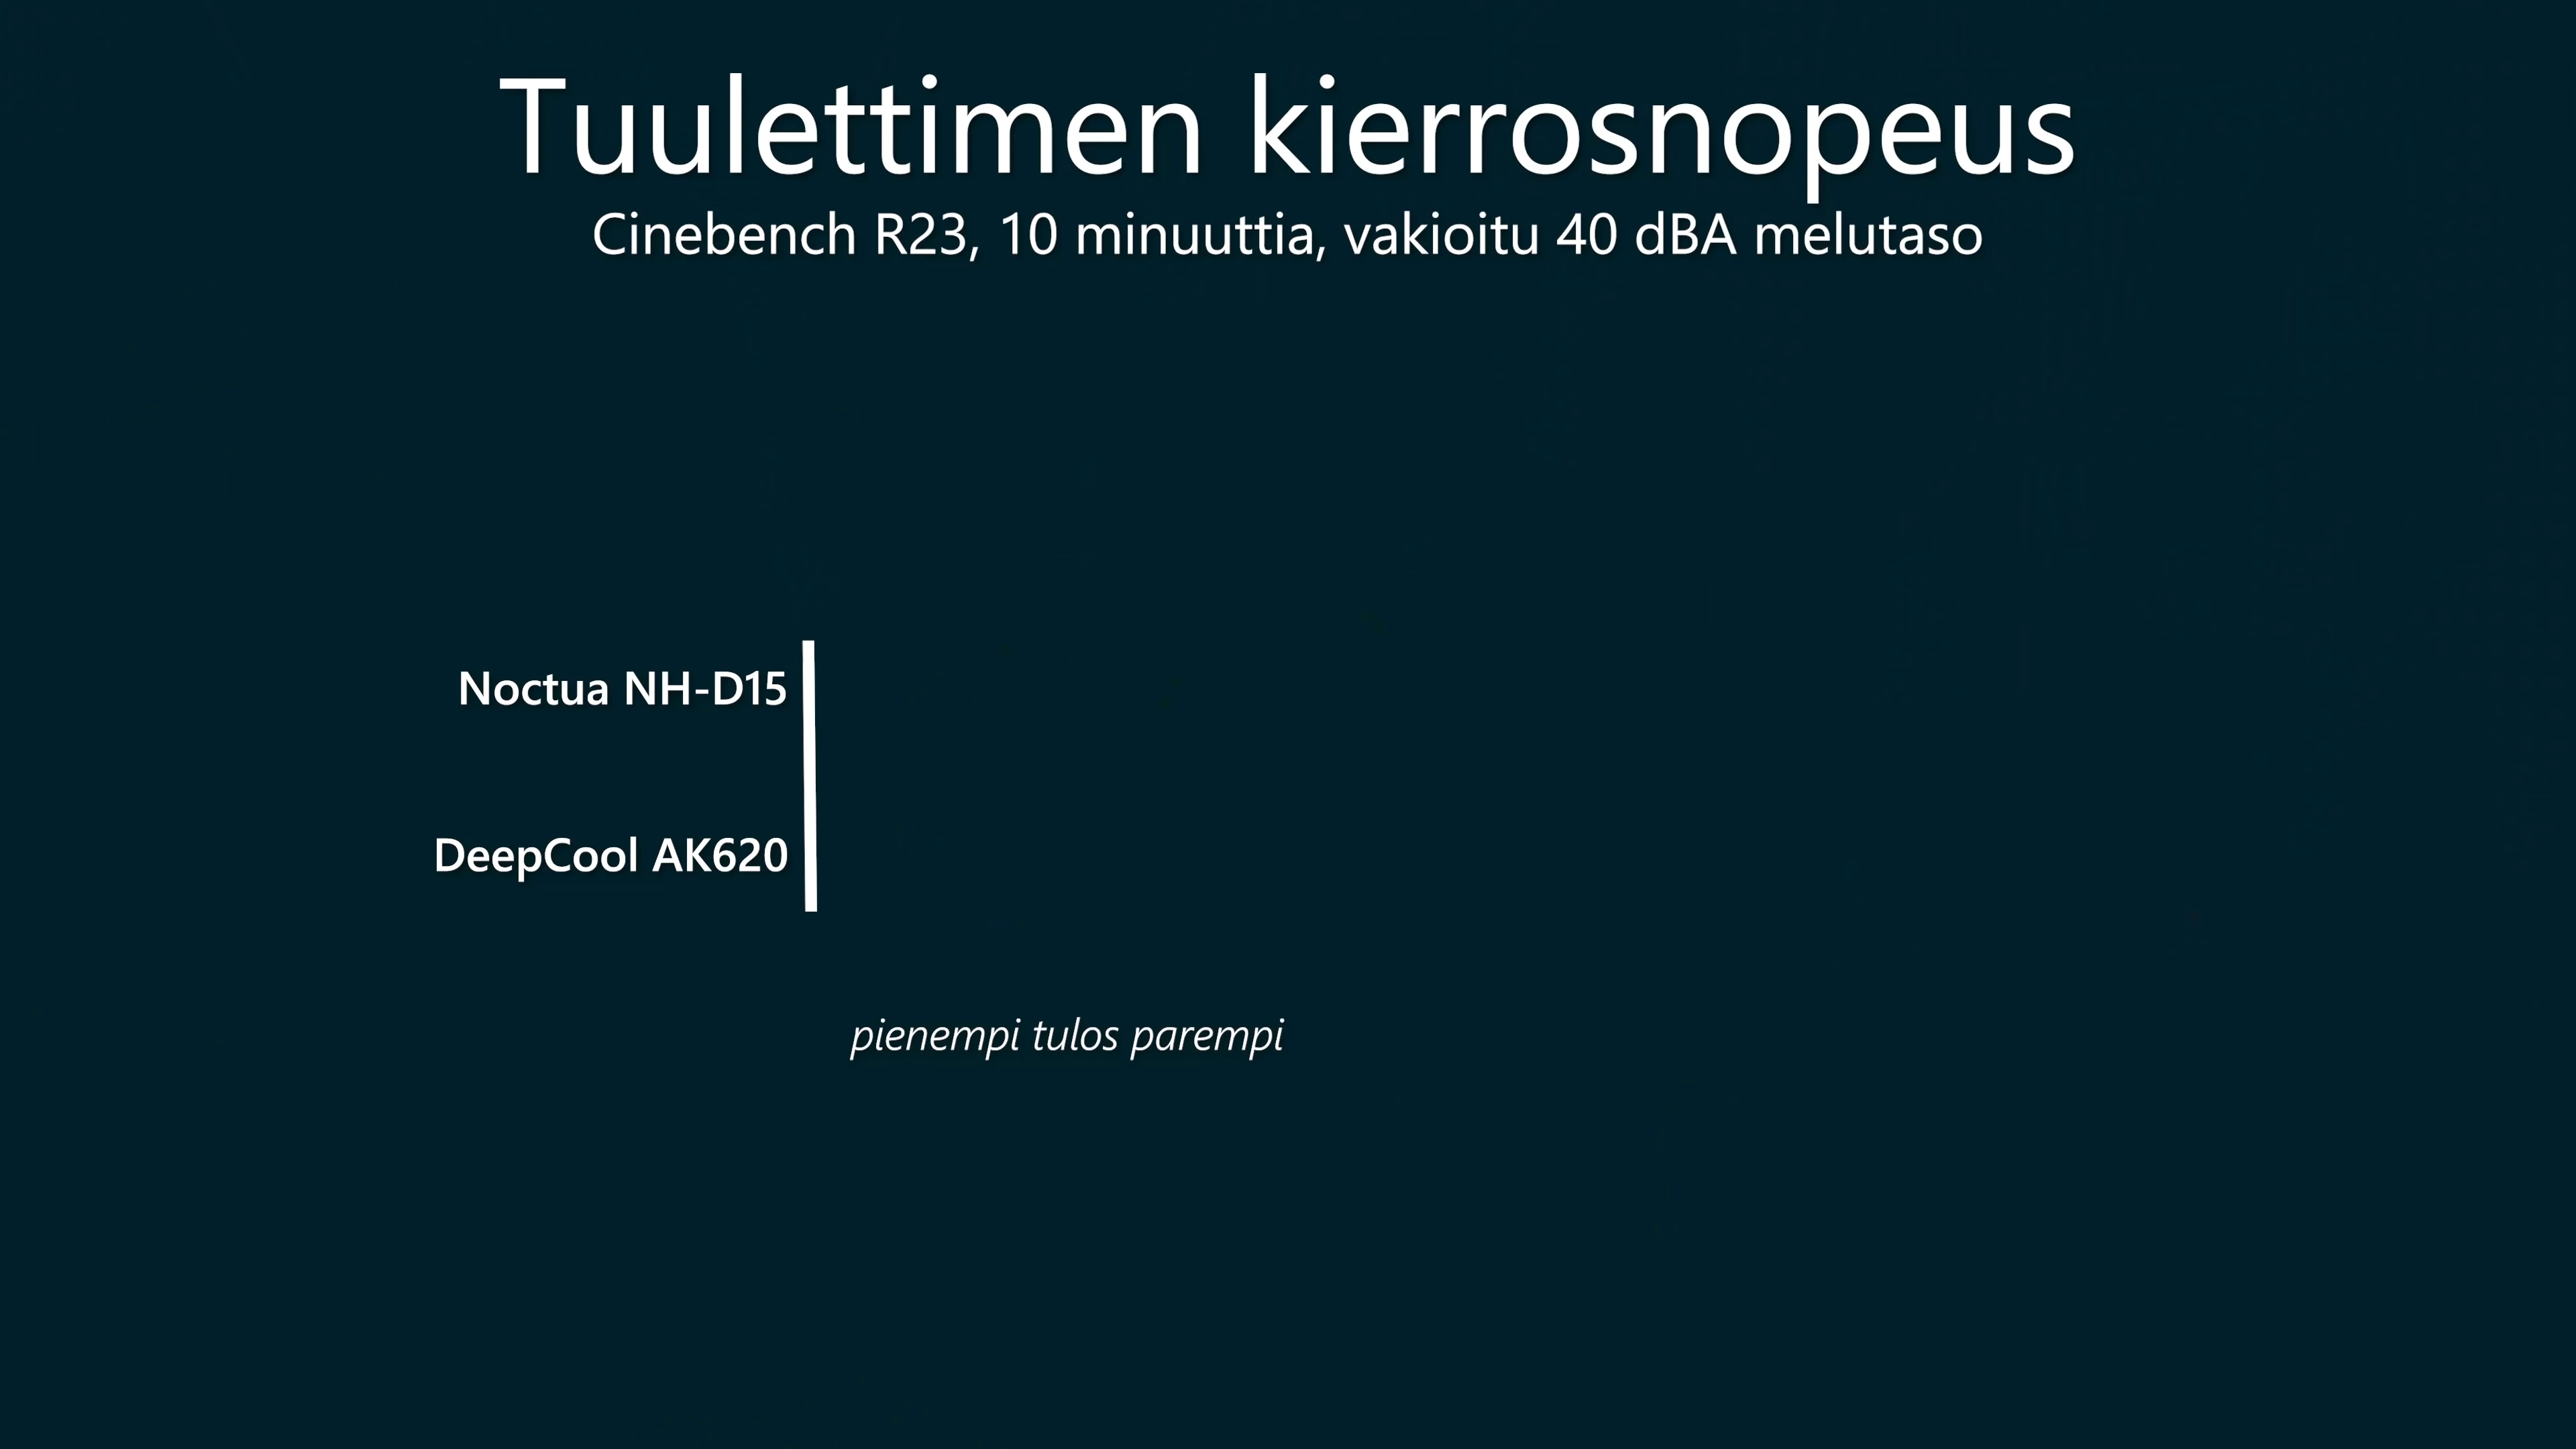 Tuulettimen kierrosnopeus
Cinebench R23, 10 minuuttia, vakioitu 40 dBA melutaso
Noctua NH-D15
DeepCool AK620
pienempi tulos parempi